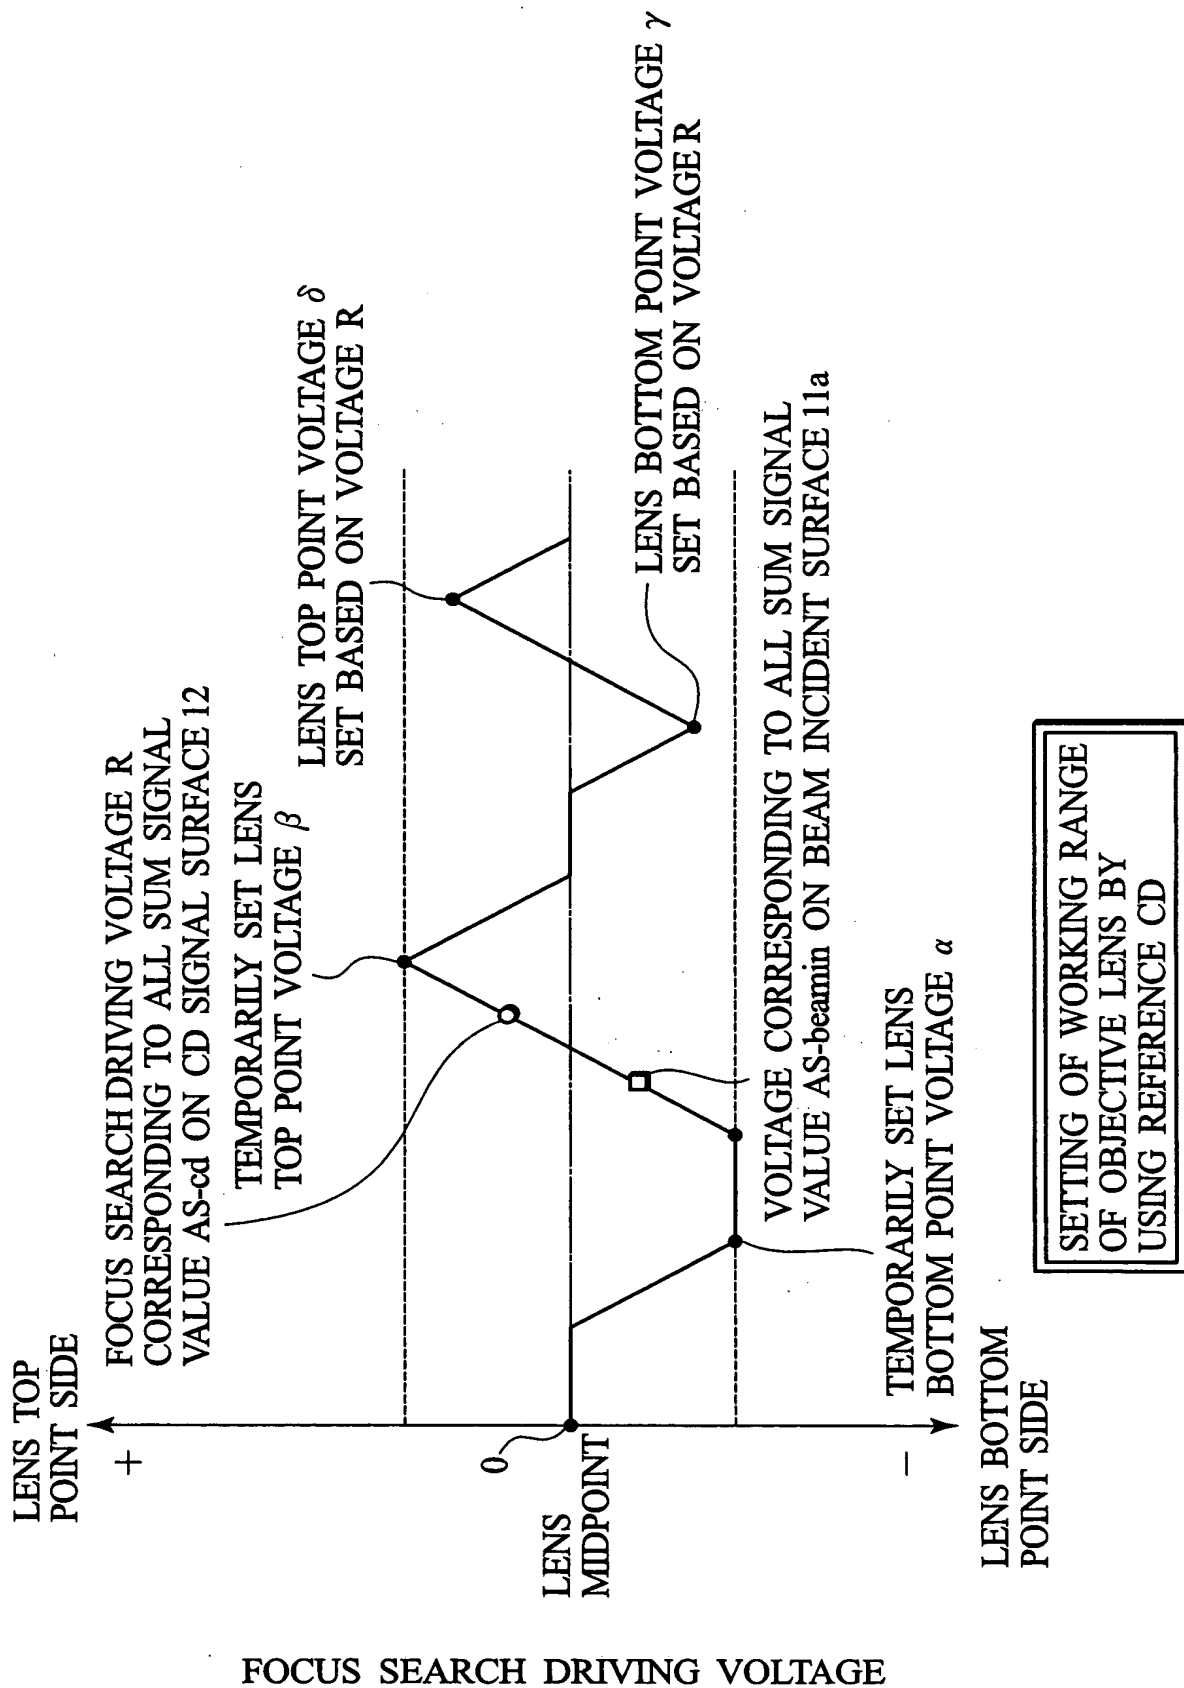 LENS TOP
POINT SIDE
+
FOCUS SEARCH DRIVING VOLTAGE R
CORRESPONDING TO ALL SUM SIGNAL
VALUE AS-cd ON CD SIGNAL SURFACE 12
TEMPORARILY SET LENS
TOP POINT VOLTAGE β
LENS TOP POINT VOLTAGE δ
SET BASED ON VOLTAGE R
0
LENS
MIDPOINT
LENS BOTTOM POINT VOLTAGE γ
SET BASED ON VOLTAGE R
VOLTAGE CORRESPONDING TO ALL SUM SIGNAL
VALUE AS-beamin ON BEAM INCIDENT SURFACE 11a
TEMPORARILY SET LENS
BOTTOM POINT VOLTAGE α
−
LENS BOTTOM
POINT SIDE
FOCUS SEARCH DRIVING VOLTAGE
SETTING OF WORKING RANGE
OF OBJECTIVE LENS BY
USING REFERENCE CD